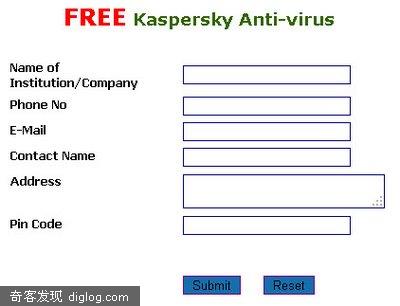 FREE Kaspersky Anti-virus
Name of
Institution/Company
Phone No
E-Mail
Contact Name
Address
Pin Code
Submit Reset
奇客发现 diglog.com